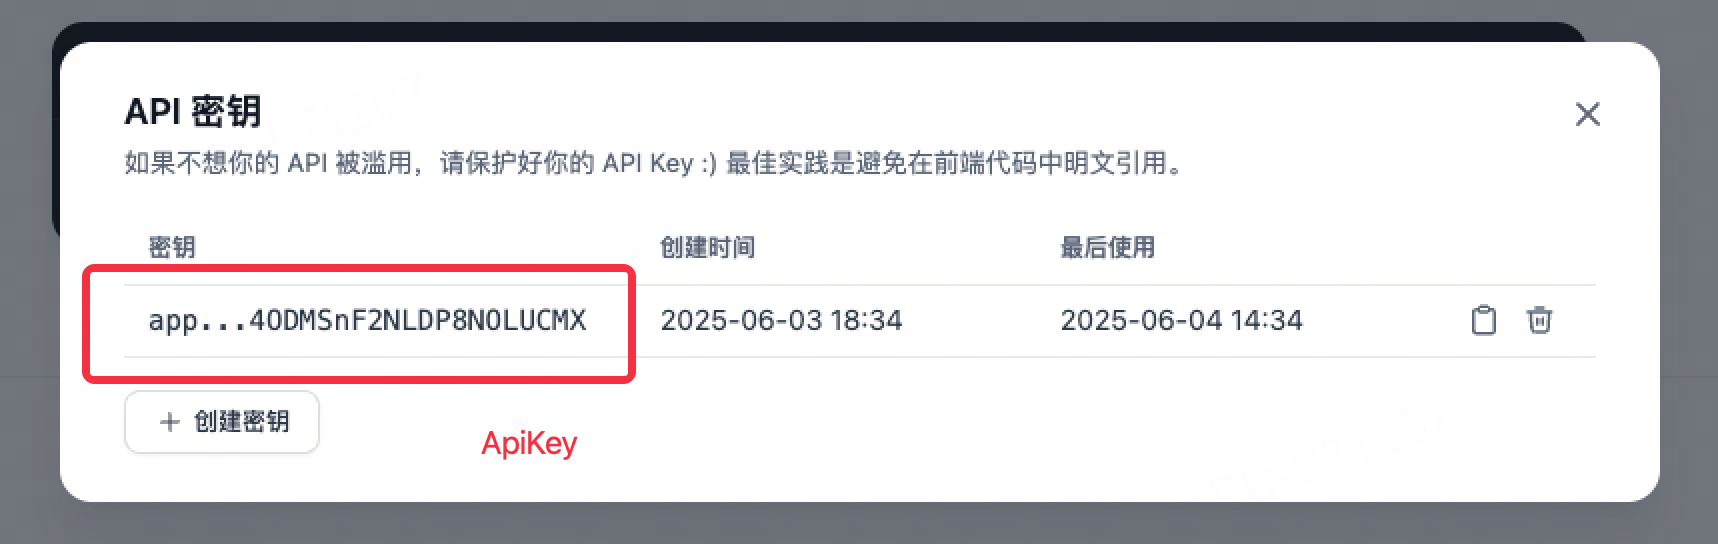 API 密钥
如果不想你的 API 被滥用，请保护好你的 API Key :) 最佳实践是避免在前端代码中明文引用。
密钥 创建时间 最后使用
app...4ODMSnF2NLDP8NOLUCMX 2025-06-03 18:34 2025-06-04 14:34
+ 创建密钥
ApiKey